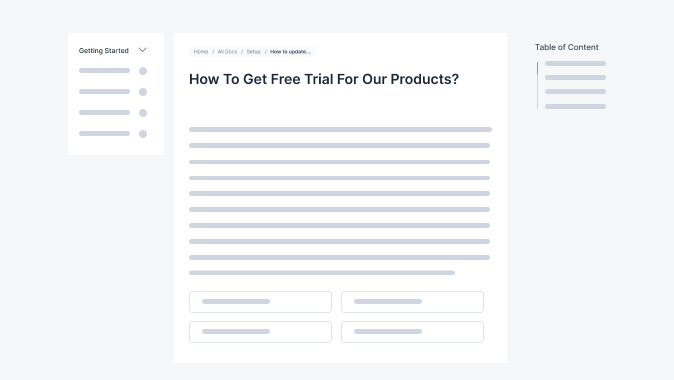 Getting Started
Home / All Docs / Setup / How to update...
How To Get Free Trial For Our Products?
Table of Content